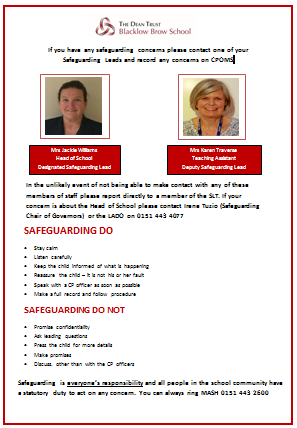 THE DEAN TRUST
Blacklow Brow School
If you have any safeguarding concerns please contact one of your
Safeguarding Leads and record any concerns on CPOMS
Mrs Jackie Williams
Head of School
Designated Safeguarding Lead
Mrs Karen Traverse
Teaching Assistant
Deputy Safeguarding Lead
In the unlikely event of not being able to make contact with any of these
members of staff please report directly to a member of the SLT. If your
concern is about the Head of School please contact Irene Tuzio (Safeguarding
Chair of Governors) or the LADO on 0151 443 4077
SAFEGUARDING DO
• Stay calm
• Listen carefully
• Keep the child informed of what is happening
• Reassure the child – it is not his or her fault
• Speak with a CP officer as soon as possible
• Make a full record and follow procedure
SAFEGUARDING DO NOT
• Promise confidentiality
• Ask leading questions
• Press the child for more details
• Make promises
• Discuss, other than with the CP officers
Safeguarding is everyone's responsibility and all people in the school community have
a statutory duty to act on any concern. You can always ring MASH 0151 443 2600